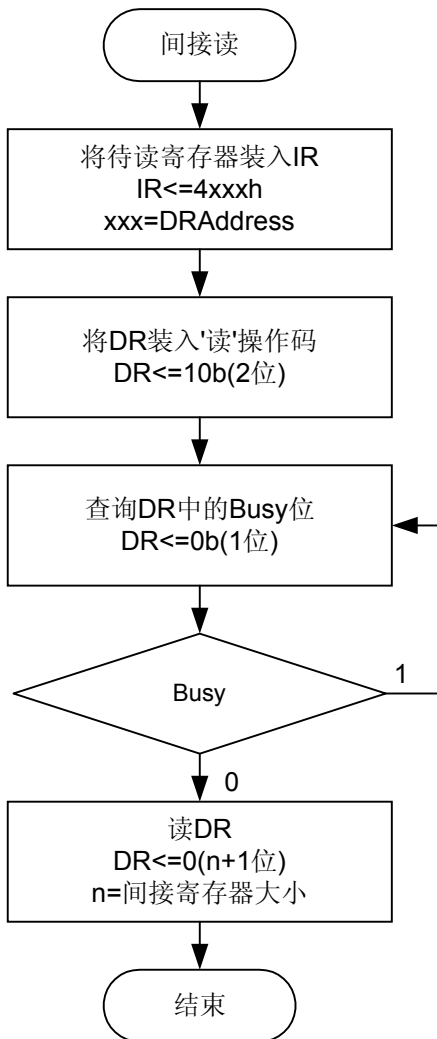 间接读
将待读寄存器装入IR
IR<=4xxxh
xxx=DRAddress
将DR装入'读'操作码
DR<=10b(2位)
查询DR中的Busy位
DR<=0b(1位)
Busy
1
0
读DR
DR<=0(n+1位)
n=间接寄存器大小
结束